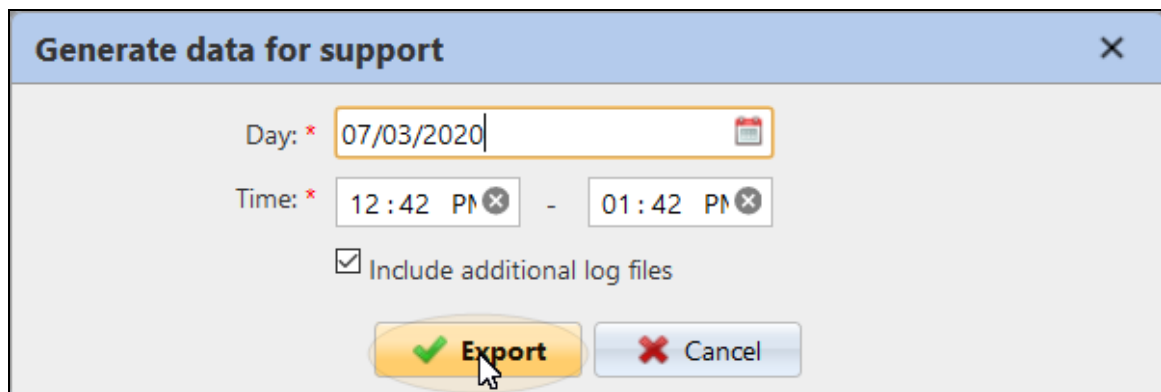 Generate data for support
Day: * 07/03/2020
Time: * 12:42 PM - 01:42 PM
Include additional log files
Export Cancel